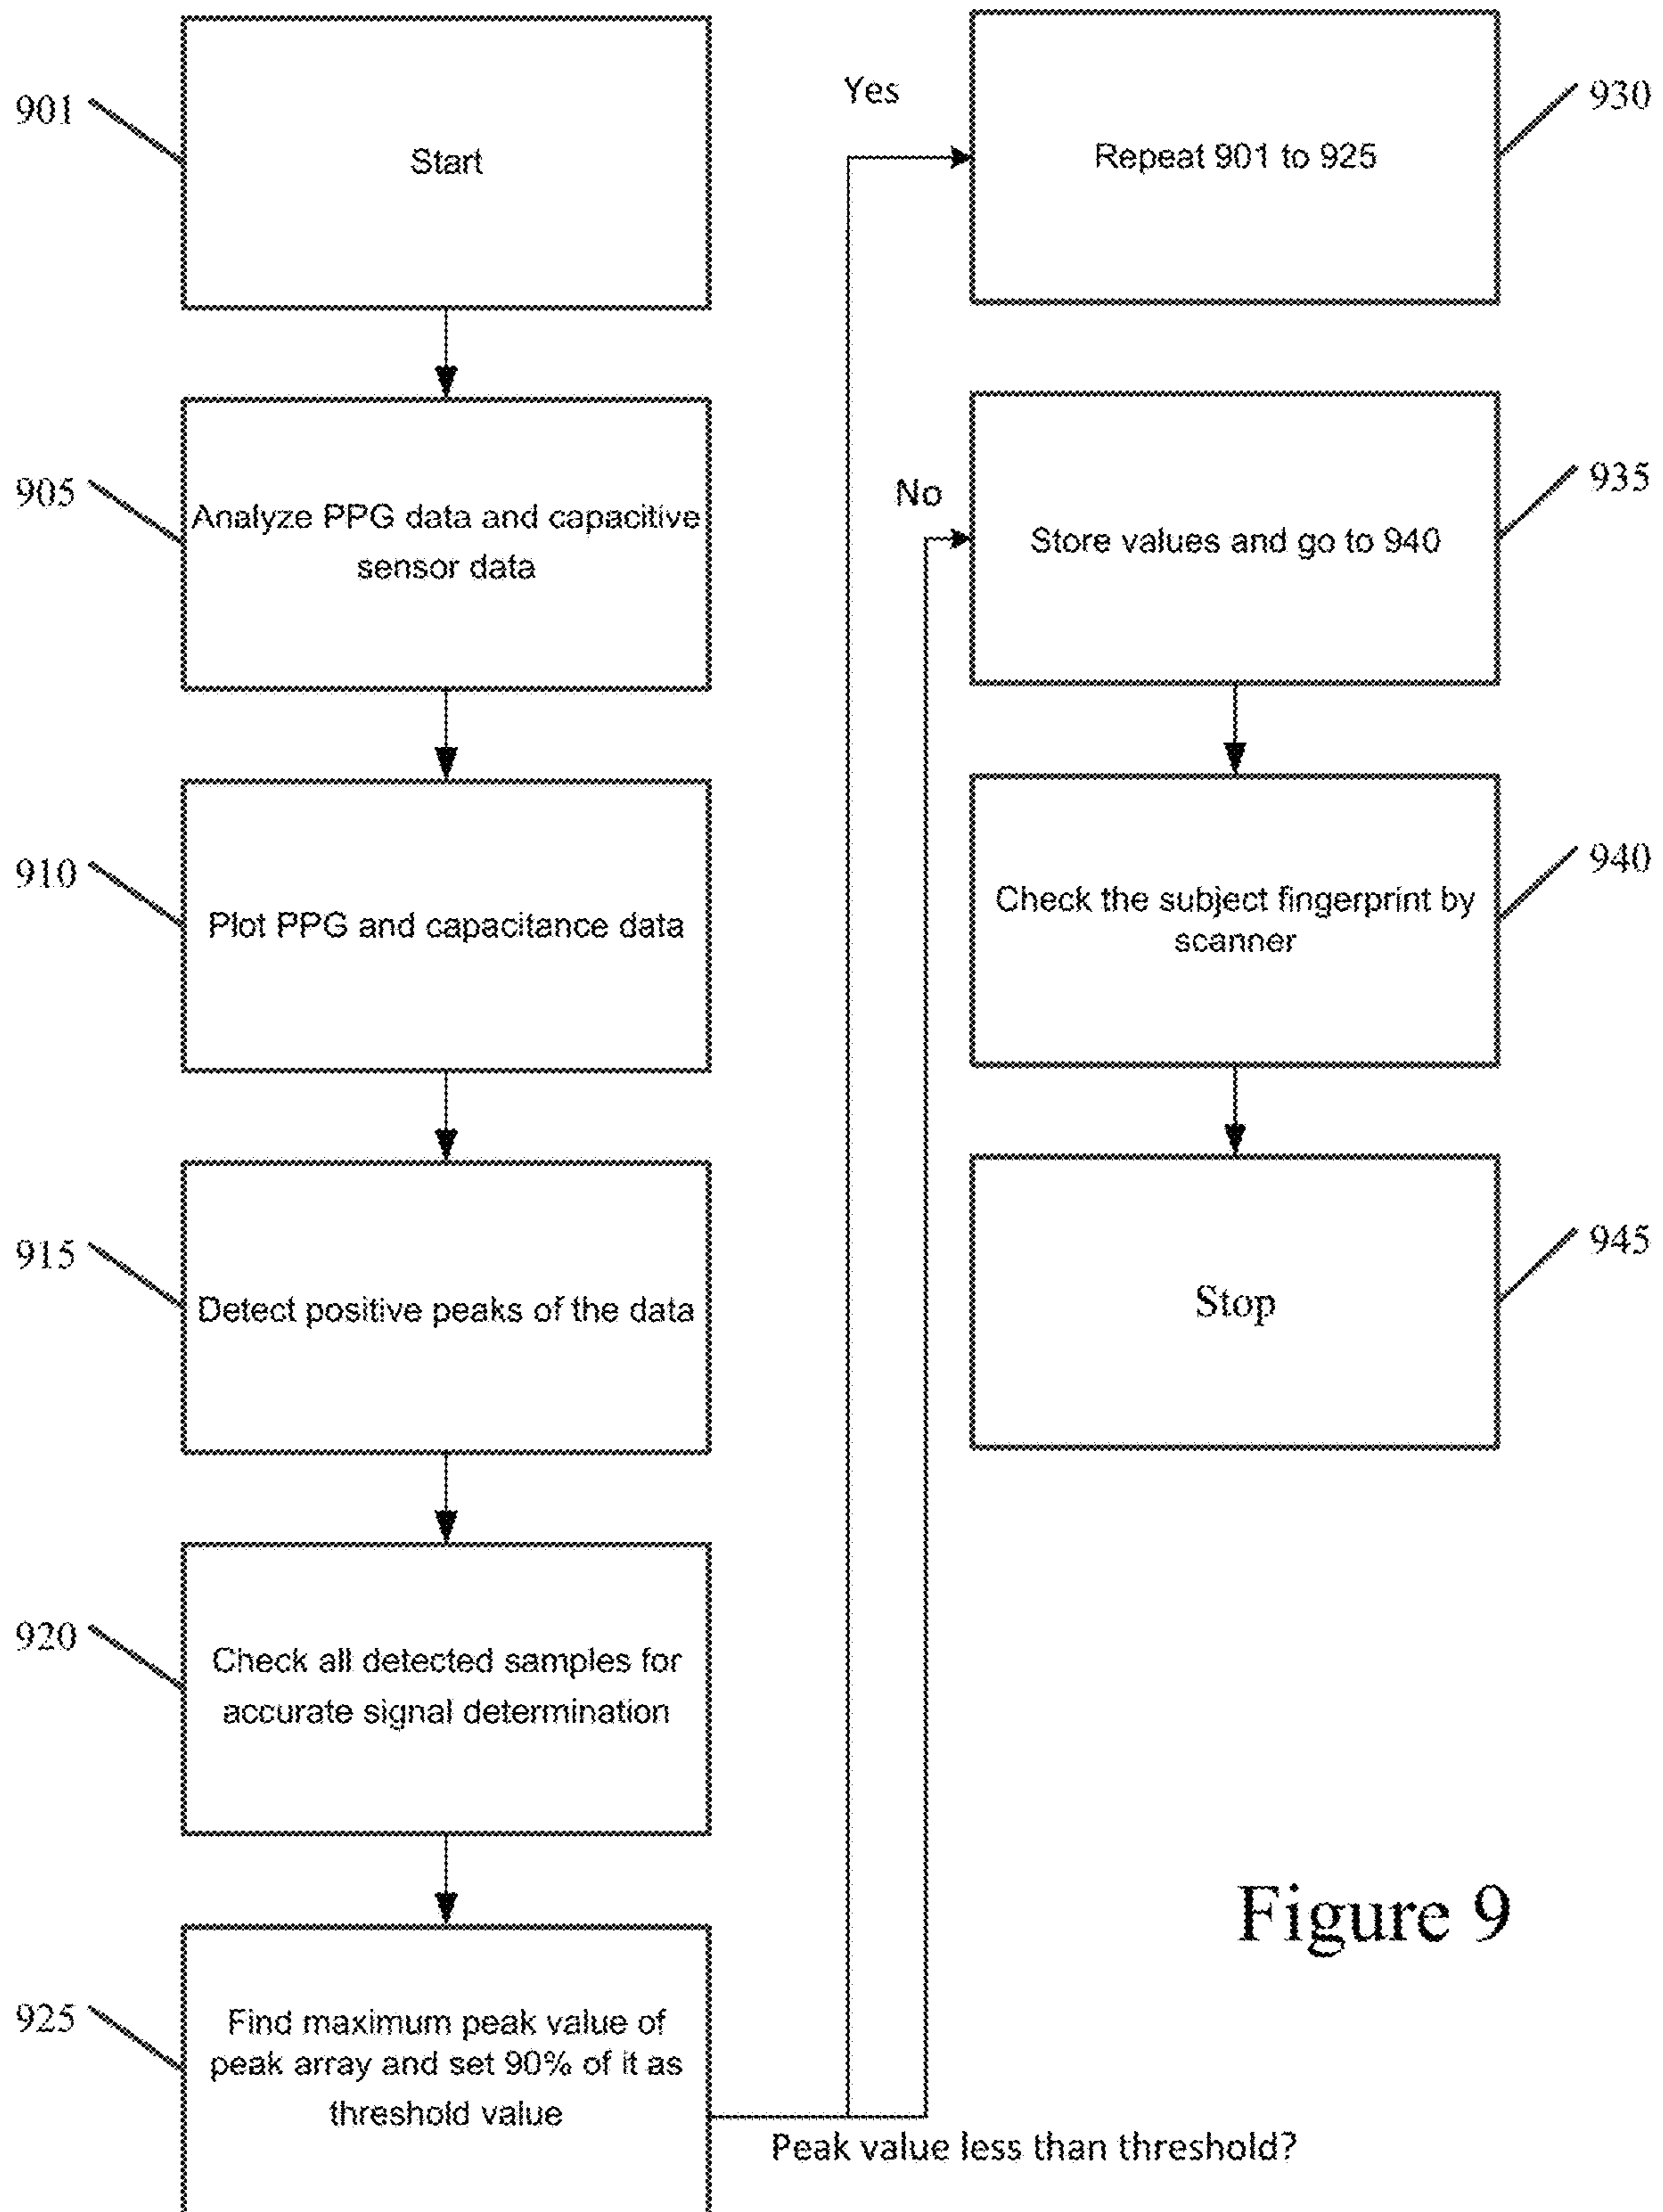 901
Start
905
Analyze PPG data and capacitive
sensor data
910
Plot PPG and capacitance data
915
Detect positive peaks of the data
920
Check all detected samples for
accurate signal determination
925
Find maximum peak value of
peak array and set 90% of it as
threshold value
Peak value less than threshold?
Yes
930
Repeat 901 to 925
No
935
Store values and go to 940
940
Check the subject fingerprint by
scanner
945
Stop
Figure 9